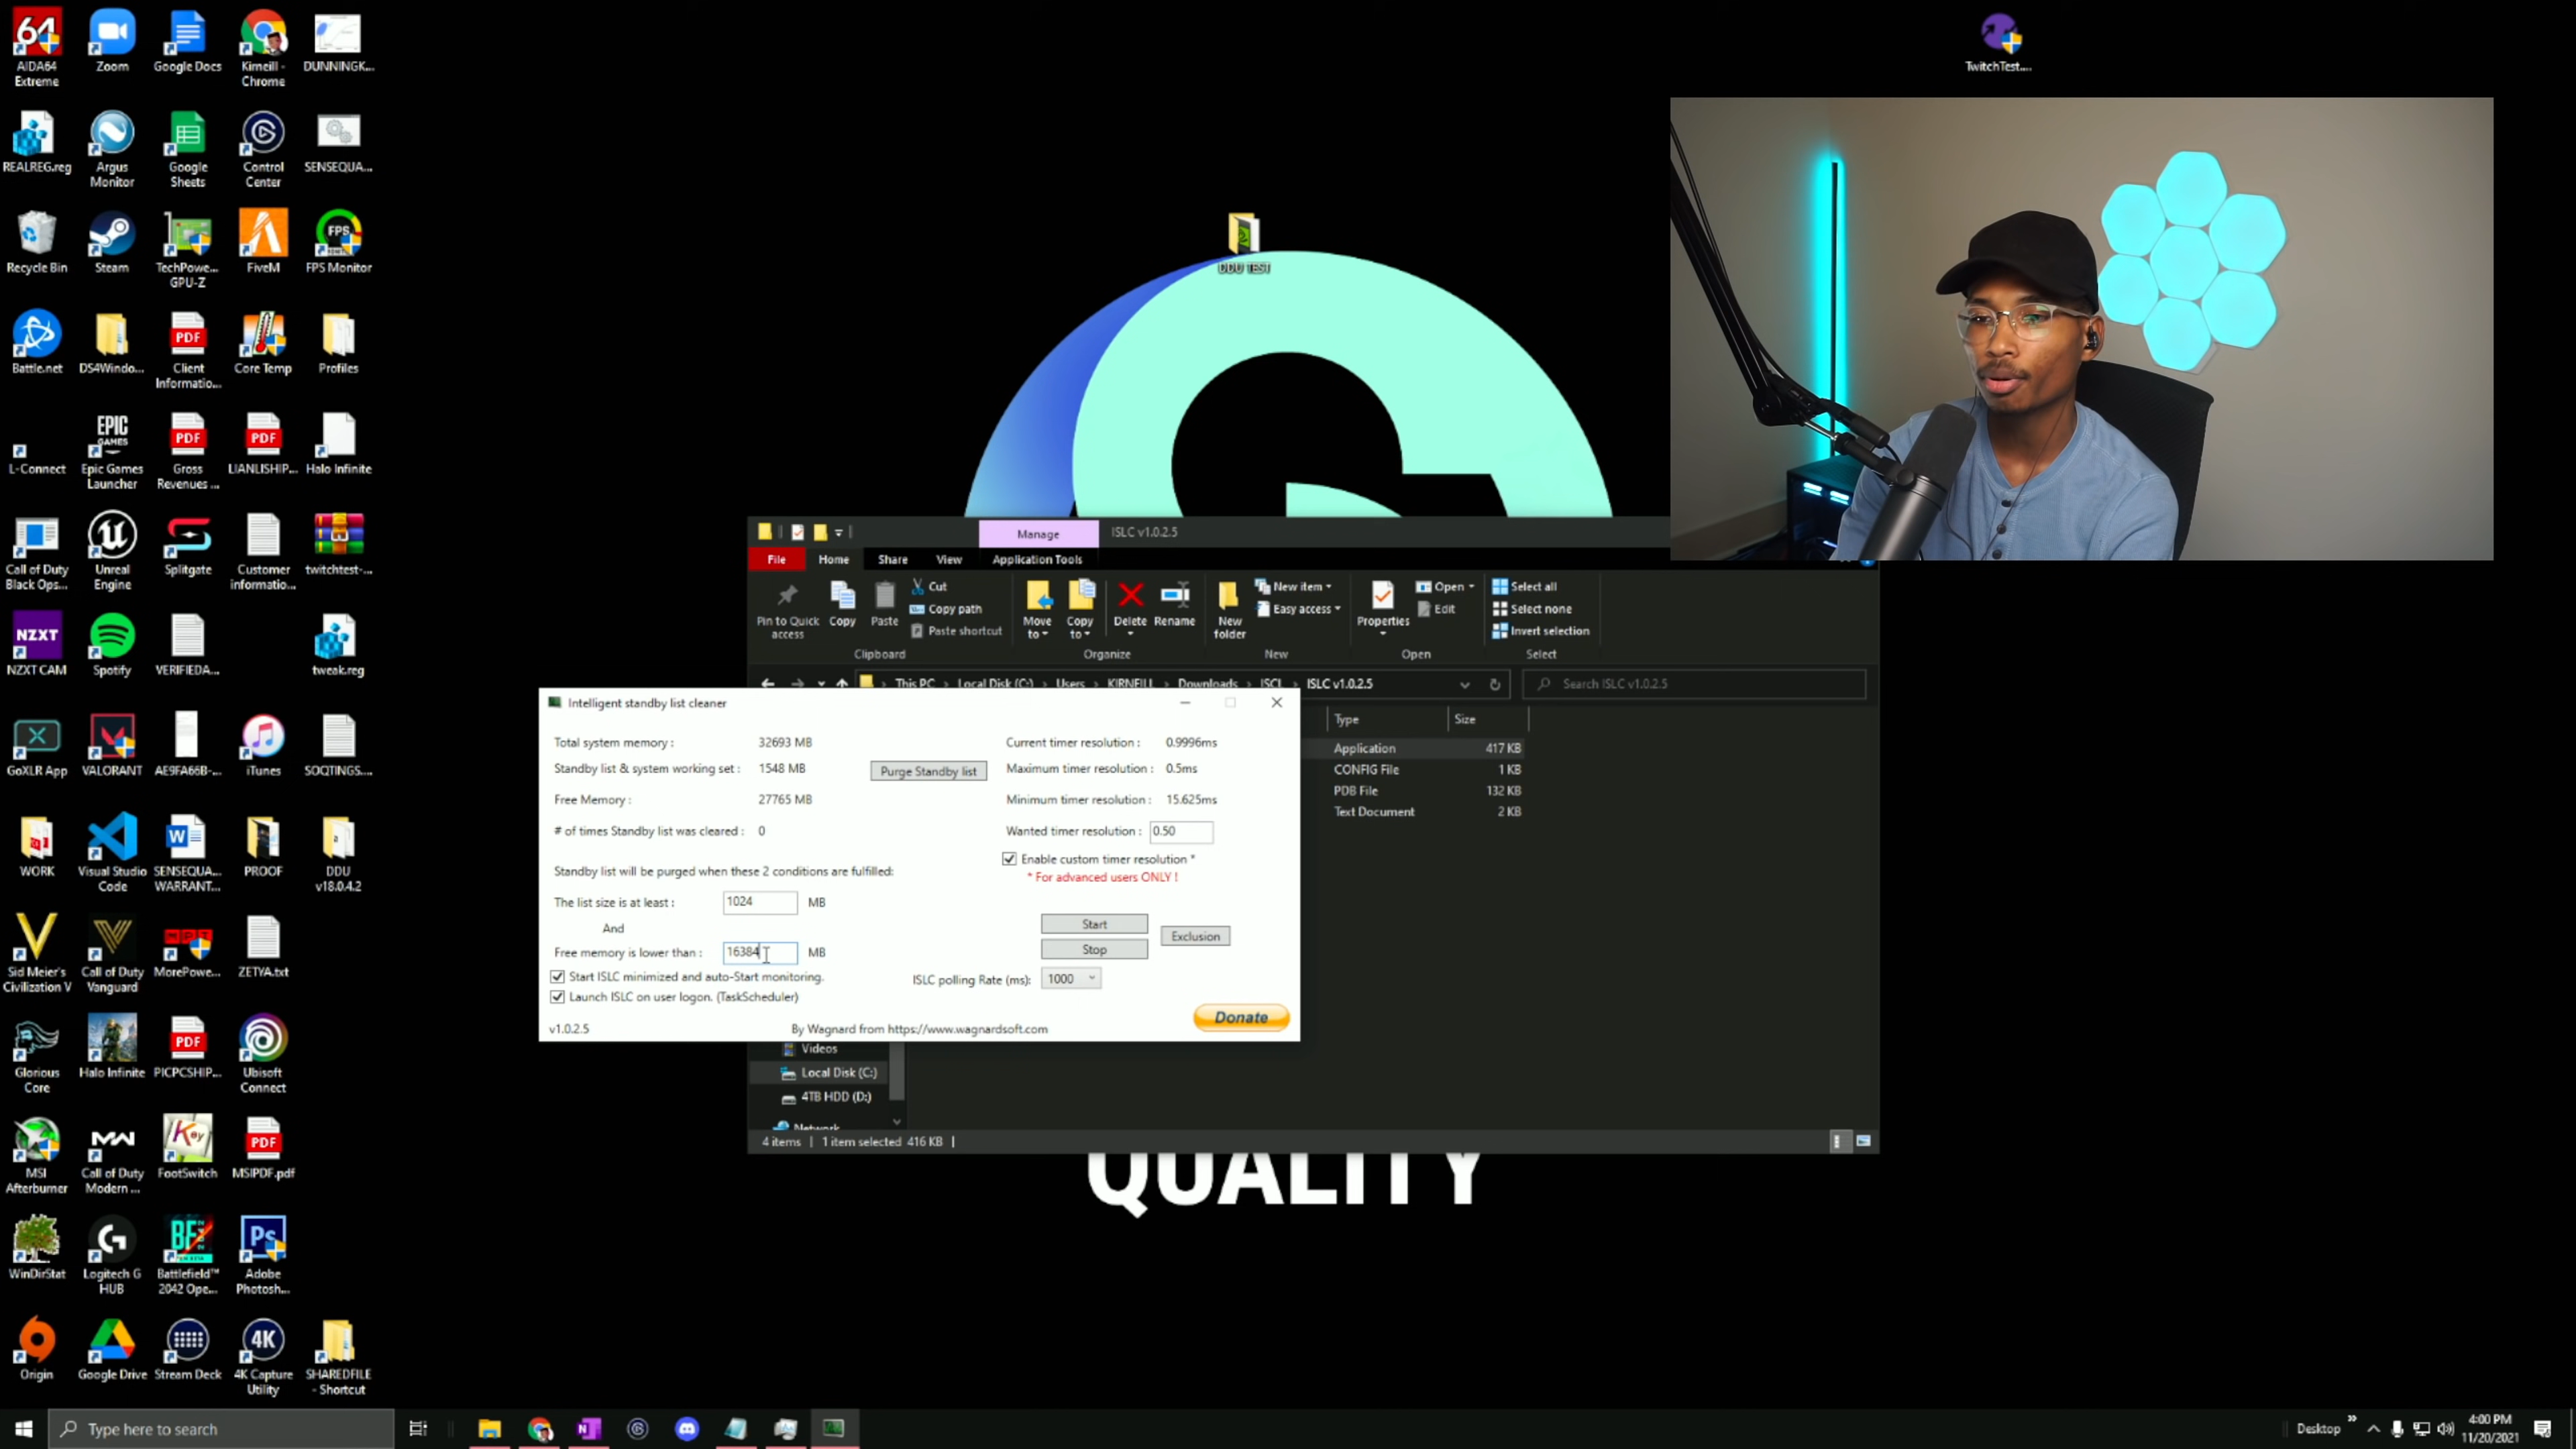 AIDA64 Extreme
Zoom
Google Docs
Kirneill - Chrome
DUNNINGK...
REALREG.reg
Argus Monitor
Google Sheets
Control Center
SENSEQUA...
Recycle Bin
Steam
TechPowe... GPU-Z
FiveM
FPS Monitor
Battle.net
DS4Windo...
Client Informatio...
Core Temp
Profiles
L-Connect
Epic Games Launcher
Gross Revenues ...
LIANLISHIP...
Halo Infinite
Call of Duty Black Ops...
Unreal Engine
Splitgate
Customer informatio...
twitchtest-...
NZXT CAM
Spotify
VERIFIEDA...
tweak.reg
GoXLR App
VALORANT
AE9FA66B-...
iTunes
SOQTINGS....
WORK
Visual Studio Code
SENSEQUA... WARRANT...
PROOF
DDU v18.0.4.2
Sid Meier's Civilization V
Call of Duty Vanguard
MorePowe...
ZETYA.txt
Glorious Core
Halo Infinite
PICPCSHIP...
Ubisoft Connect
MSI Afterburner
Call of Duty Modern ...
FootSwitch
MSIPDF.pdf
WinDirStat
Logitech G HUB
Battlefield™ 2042 Ope...
Adobe Photosh...
Origin
Google Drive
Stream Deck
4K Capture Utility
SHAREDFILE - Shortcut
TwitchTest....
DDU TEST
Manage
ISLC v1.0.2.5
File
Home
Share
View
Application Tools
Pin to Quick access
Copy
Paste
Cut
Copy path
Paste shortcut
Clipboard
Move to
Copy to
Delete
Rename
Organize
New folder
New item
Easy access
New
Properties
Open
Edit
Open
Select all
Select none
Invert selection
Select
This PC > Local Disk (C:) > Users > KIRNEILL > Downloads > ISCL > ISLC v1.0.2.5
Search ISLC v1.0.2.5
Type
Size
Application 417 KB
CONFIG File 1 KB
PDB File 132 KB
Text Document 2 KB
Intelligent standby list cleaner
Total system memory : 32693 MB
Standby list & system working set : 1548 MB
Purge Standby list
Free Memory : 27765 MB
# of times Standby list was cleared : 0
Standby list will be purged when these 2 conditions are fulfilled:
The list size is at least : 1024 MB
And
Free memory is lower than : 16384 MB
Start ISLC minimized and auto-Start monitoring.
Launch ISLC on user logon. (TaskScheduler)
v1.0.2.5
By Wagnard from https://www.wagnardsoft.com
Current timer resolution : 0.9996ms
Maximum timer resolution : 0.5ms
Minimum timer resolution : 15.625ms
Wanted timer resolution : 0.50
Enable custom timer resolution *
* For advanced users ONLY !
Start
Stop
Exclusion
ISLC polling Rate (ms): 1000
Donate
Videos
Local Disk (C:)
4TB HDD (D:)
Network
4 items
1 item selected 416 KB
QUALITY
Type here to search
Desktop
4:00 PM
11/20/2021